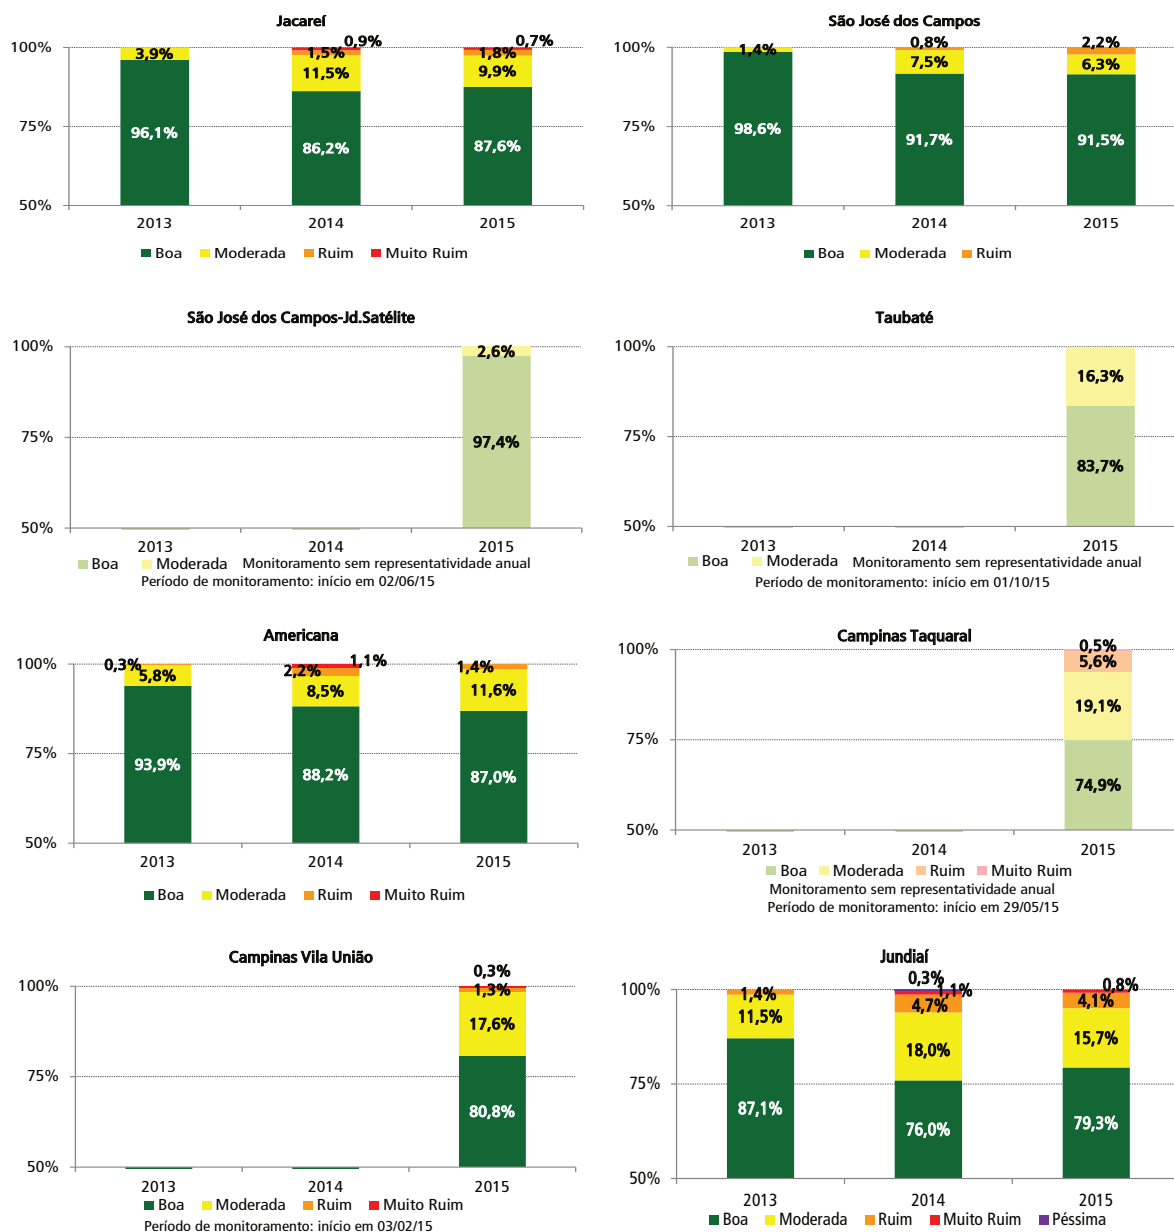 Jacareí
0,9%
0,7%
100%
3,9%
1,5%
1,8%
11,5%
9,9%
75%
96,1%
86,2%
87,6%
50%
2013
2014
2015
Boa
Moderada
Ruim
Muito Ruim
São José dos Campos
0,8%
2,2%
100%
1,4%
7,5%
6,3%
75%
98,6%
91,7%
91,5%
50%
2013
2014
2015
Boa
Moderada
Ruim
São José dos Campos-Jd.Satélite
100%
2,6%
75%
97,4%
50%
2013
2014
2015
Boa
Moderada
Monitoramento sem representatividade anual
Período de monitoramento: início em 02/06/15
Taubaté
100%
16,3%
75%
83,7%
50%
2013
2014
2015
Boa
Moderada
Monitoramento sem representatividade anual
Período de monitoramento: início em 01/10/15
Americana
1,1%
100%
0,3%
5,8%
2,2%
1,4%
8,5%
11,6%
75%
93,9%
88,2%
87,0%
50%
2013
2014
2015
Boa
Moderada
Ruim
Muito Ruim
Campinas Taquaral
0,5%
100%
5,6%
19,1%
75%
74,9%
50%
2013
2014
2015
Boa
Moderada
Ruim
Muito Ruim
Monitoramento sem representatividade anual
Período de monitoramento: início em 29/05/15
Campinas Vila União
0,3%
100%
1,3%
17,6%
75%
80,8%
50%
2013
2014
2015
Boa
Moderada
Ruim
Muito Ruim
Período de monitoramento: início em 03/02/15
Jundiaí
0,3%
0,8%
100%
1,4%
1,1%
4,7%
4,1%
11,5%
18,0%
15,7%
75%
87,1%
76,0%
79,3%
50%
2013
2014
2015
Boa
Moderada
Ruim
Muito Ruim
Péssima